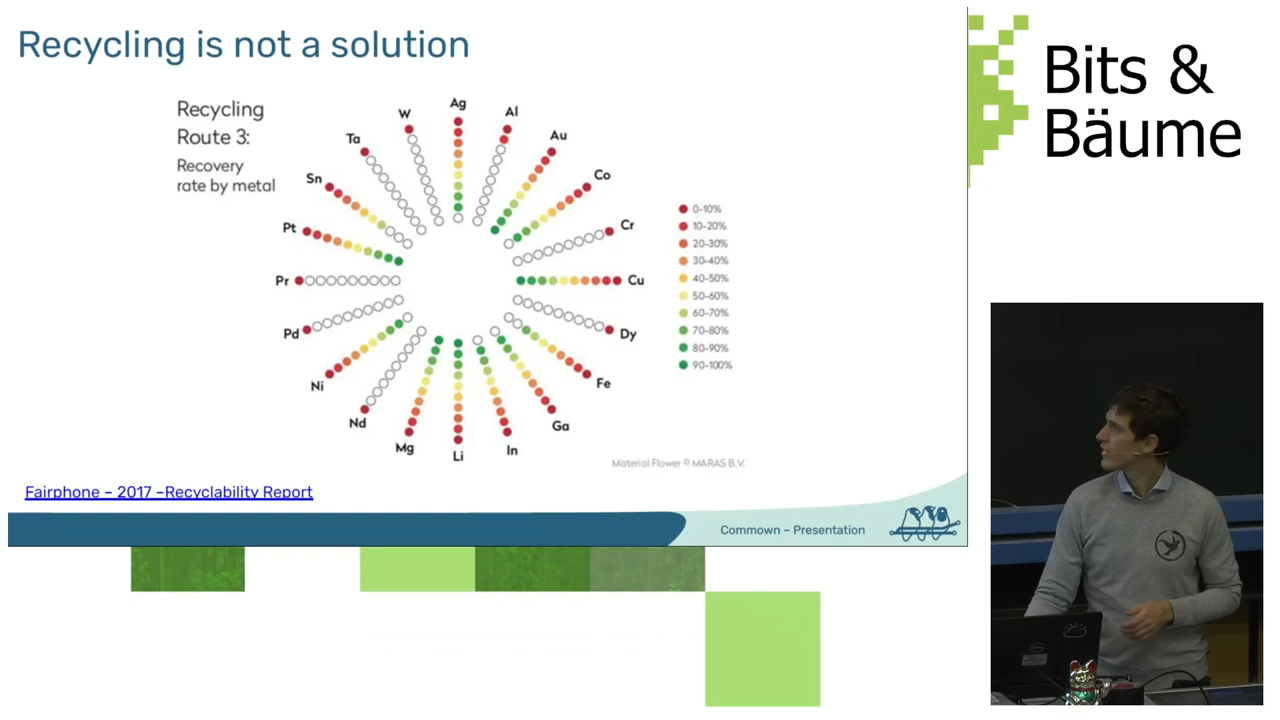 Recycling is not a solution
Bits &
Bäume
Recycling
Route 3:
Recovery
rate by metal
Ag
Al
Au
Co
Cr
Cu
Dy
Fe
Ga
In
Li
Mg
Nd
Ni
Pd
Pr
Pt
Sn
Ta
W
0-10%
10-20%
20-30%
30-40%
40-50%
50-60%
60-70%
70-80%
80-90%
90-100%
Material Flower © MARAS B.V.
Fairphone – 2017 –Recyclability Report
Commown – Presentation